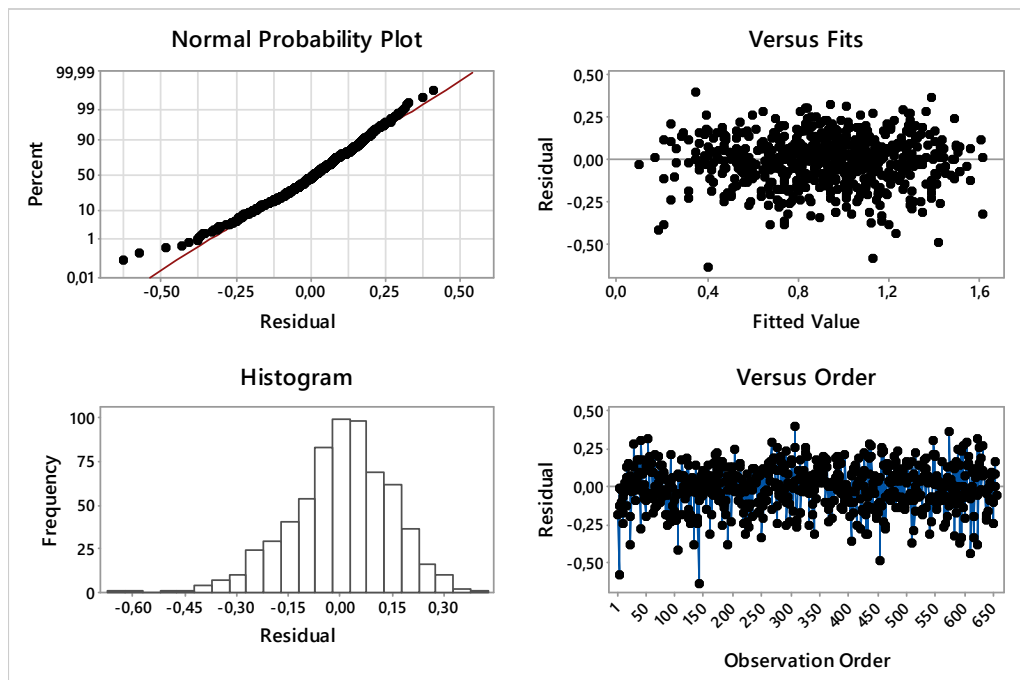 Normal Probability Plot
99,99
99
90
50
10
1
0,01
Percent
-0,50 -0,25 0,00 0,25 0,50
Residual
Versus Fits
0,50
0,25
0,00
-0,25
-0,50
Residual
0,0 0,4 0,8 1,2 1,6
Fitted Value
Histogram
100
75
50
25
0
Frequency
-0,60 -0,45 -0,30 -0,15 0,00 0,15 0,30
Residual
Versus Order
0,50
0,25
0,00
-0,25
-0,50
Residual
1 50 100 150 200 250 300 350 400 450 500 550 600 650
Observation Order